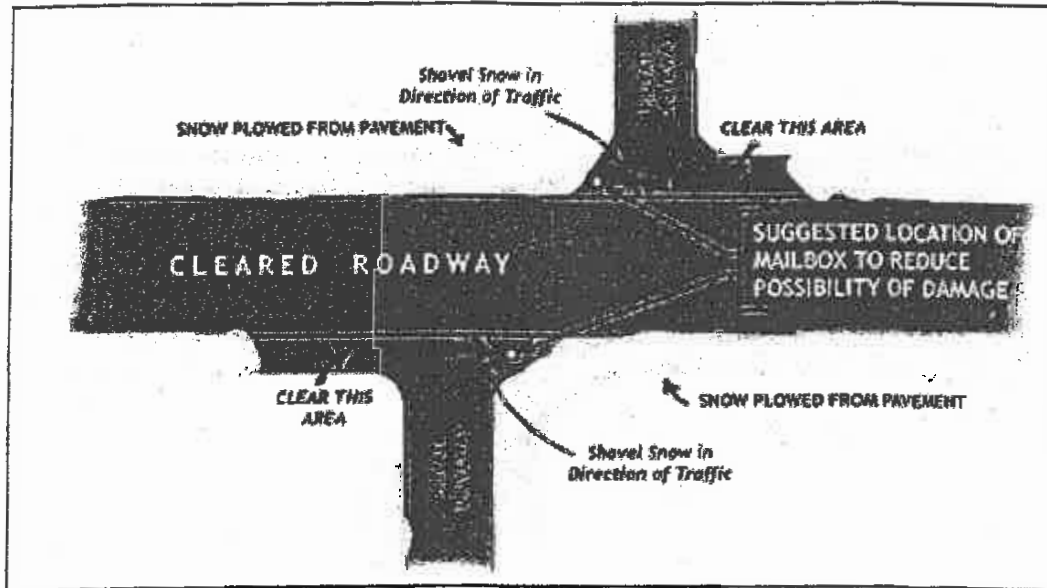 Shovel Snow in
Direction of Traffic
SNOW PLOWED FROM PAVEMENT
CLEAR THIS AREA
CLEARED ROADWAY
SUGGESTED LOCATION OF
MAILBOX TO REDUCE
POSSIBILITY OF DAMAGE
CLEAR THIS
AREA
SNOW PLOWED FROM PAVEMENT
Shovel Snow in
Direction of Traffic